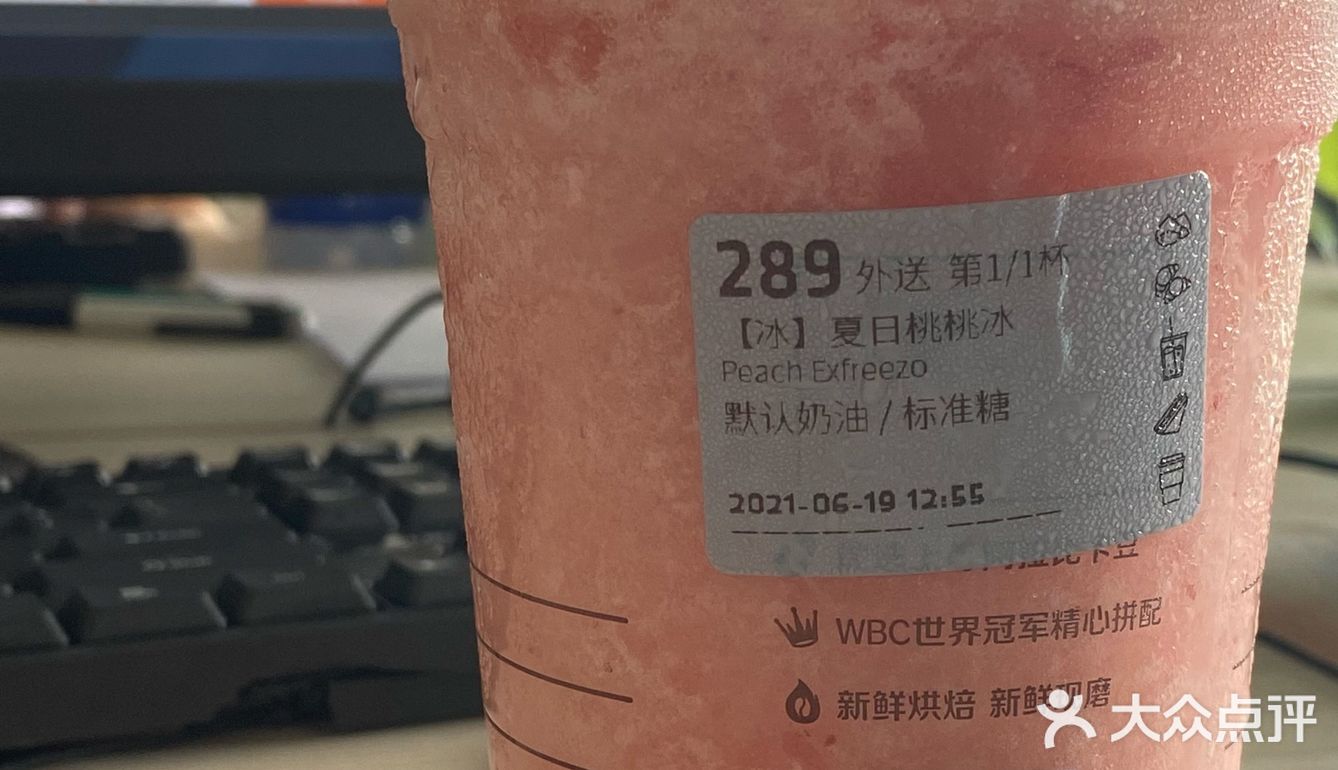 289 外送 第1/1杯
【冰】夏日桃桃冰
Peach Exfreezo
默认奶油/标准糖
2021-06-19 12:55
WBC世界冠军精心拼配
新鲜烘焙 新鲜现磨
大众点评